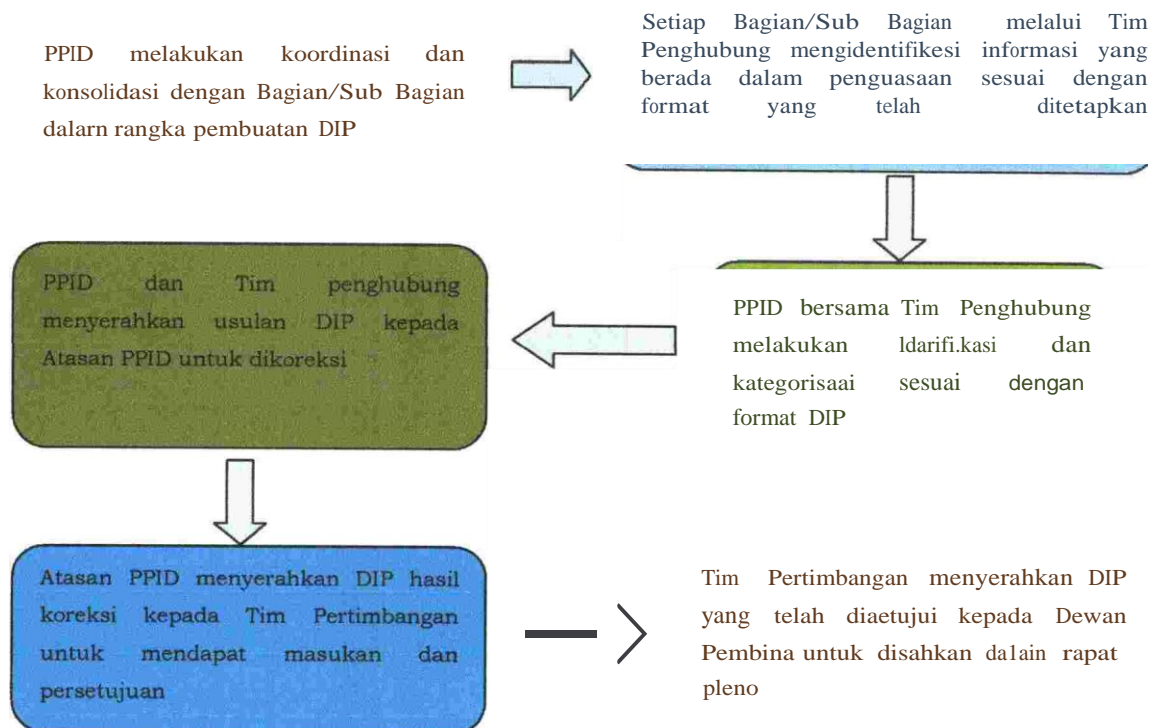 PPID melakukan koordinasi dan
konsolidasi dengan Bagian/Sub Bagian
dalarn rangka pembuatan DIP
Setiap Bagian/Sub Bagian melalui Tim
Penghubung mengidentifikesi informasi yang
berada dalam penguasaan sesuai dengan
format yang telah ditetapkan
PPID bersama Tim Penghubung
melakukan ldarifi.kasi dan
kategorisaai sesuai dengan
format DIP
PPID dan Tim penghubung
menyerahkan usulan DIP kepada
Atasan PPID untuk dikoreksi
Atasan PPID menyerahkan DIP hasil
koreksi kepada Tim Pertimbangan
untuk mendapat masukan dan
persetujuan
Tim Pertimbangan menyerahkan DIP
yang telah diaetujui kepada Dewan
Pembina untuk disahkan da1ain rapat
pleno